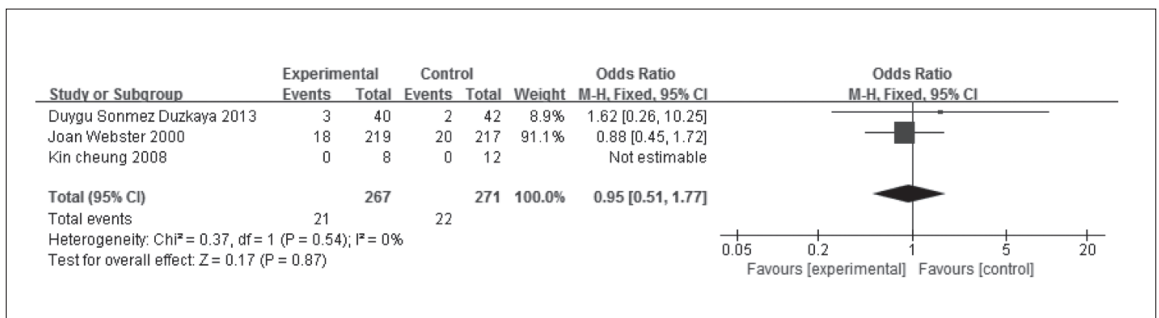 Experimental Control Odds Ratio Odds Ratio
Study or Subgroup Events Total Events Total Weight M-H, Fixed, 95% CI M-H, Fixed, 95% CI
Duygu Sonmez Duzkaya 2013 3 40 2 42 8.9% 1.62 [0.26, 10.25]
Joan Webster 2000 18 219 20 217 91.1% 0.88 [0.45, 1.72]
Kin cheung 2008 0 8 0 12 Not estimable
Total (95% CI) 267 271 100.0% 0.95 [0.51, 1.77]
Total events 21 22
Heterogeneity: Chi² = 0.37, df = 1 (P = 0.54); I² = 0%
Test for overall effect: Z = 0.17 (P = 0.87)
0.05 0.2 1 5 20
Favours [experimental] Favours [control]